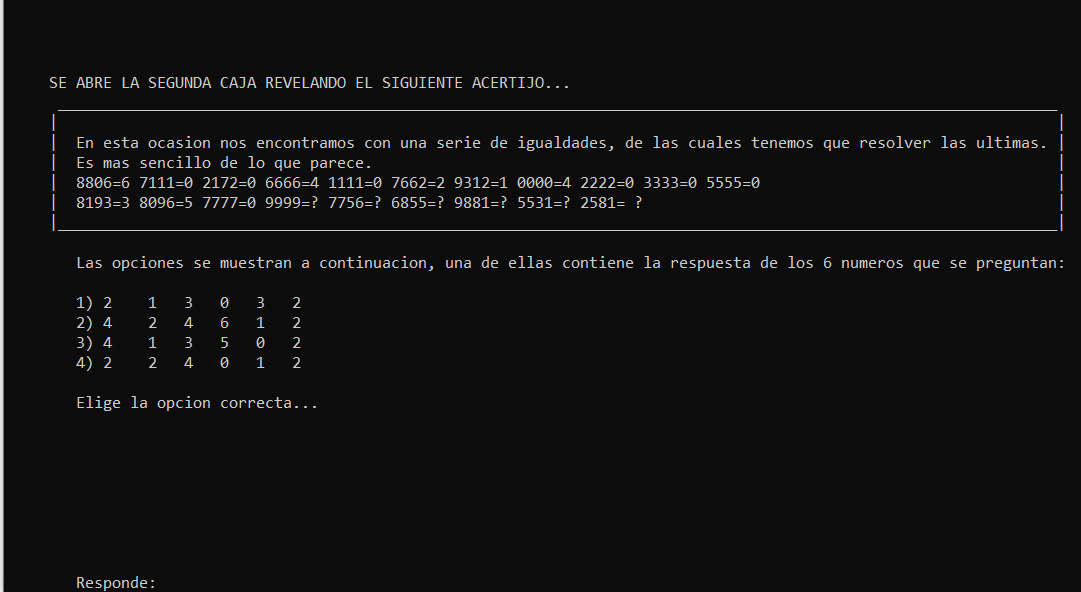 SE ABRE LA SEGUNDA CAJA REVELANDO EL SIGUIENTE ACERTIJO...
En esta ocasion nos encontramos con una serie de igualdades, de las cuales tenemos que resolver las ultimas.
Es mas sencillo de lo que parece.
8806=6 7111=0 2172=0 6666=4 1111=0 7662=2 9312=1 0000=4 2222=0 3333=0 5555=0
8193=3 8096=5 7777=0 9999=? 7756=? 6855=? 9881=? 5531=? 2581= ?
Las opciones se muestran a continuacion, una de ellas contiene la respuesta de los 6 numeros que se preguntan:
1) 2 1 3 0 3 2
2) 4 2 4 6 1 2
3) 4 1 3 5 0 2
4) 2 2 4 0 1 2
Elige la opcion correcta...
Responde: